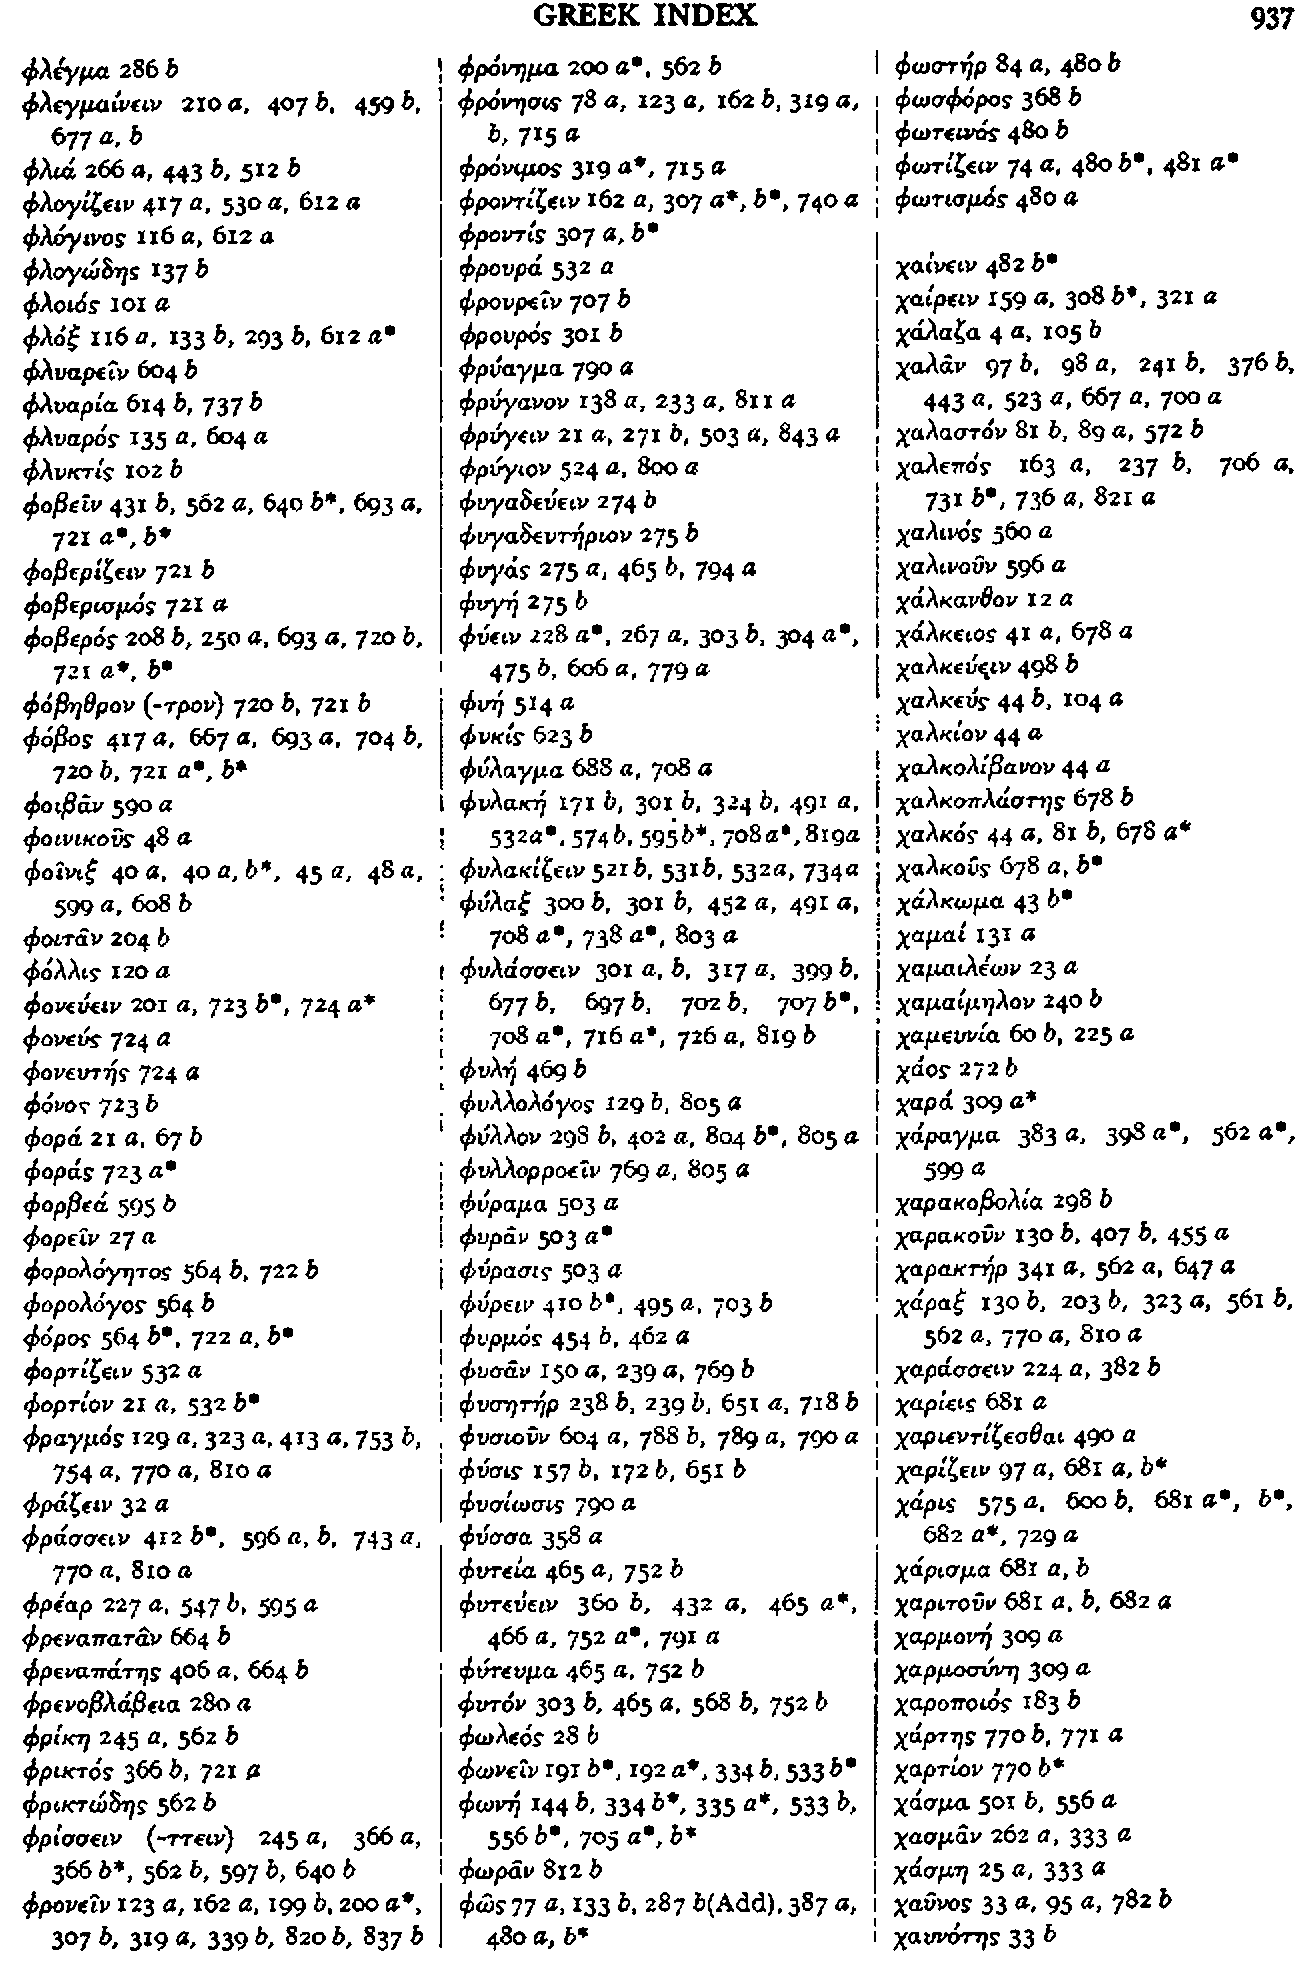 GREEK INDEX 937
φλέγμα 286 b
φλεγμαίνειν 210 a, 407 b, 459 b,
677 a, b
φλιά 266 a, 443 b, 512 b
φλογίζειν 417 a, 530 a, 612 a
φλόγινος 116 a, 612 a
φλογώδης 137 b
φλοιός 101 a
φλόξ 116 a, 133 b, 293 b, 612 a*
φλυαρεῖν 604 b
φλυαρία 614 b, 737 b
φλυαρός 135 a, 604 a
φλυκτίς 102 b
φοβεῖν 431 b, 562 a, 640 b*, 693 a,
721 a*, b*
φοβερίζειν 721 b
φοβερισμός 721 a
φοβερός 208 b, 250 a, 693 a, 720 b,
721 a*, b*
φόβηθρον (-τρον) 720 b, 721 b
φόβος 417 a, 667 a, 693 a, 704 b,
720 b, 721 a*, b*
φοιβᾶν 590 a
φοινικοῦς 48 a
φοῖνιξ 40 a, 40 a, b*, 45 a, 48 a,
599 a, 608 b
φοιτᾶν 204 b
φόλλις 120 a
φονεύειν 201 a, 723 b*, 724 a*
φονεύς 724 a
φονευτής 724 a
φόνος 723 b
φορά 21 a, 67 b
φοράς 723 a*
φορβεά 595 b
φορεῖν 27 a
φορολόγητος 564 b, 722 b
φορολόγος 564 b
φόρος 564 b*, 722 a, b*
φορτίζειν 532 a
φορτίον 21 a, 532 b*
φραγμός 129 a, 323 a, 413 a, 753 b,
754 a, 770 a, 810 a
φράζειν 32 a
φράσσειν 412 b*, 596 a, b, 743 a,
770 a, 810 a
φρέαρ 227 a, 547 b, 595 a
φρεναπατᾶν 664 b
φρεναπάτης 406 a, 664 b
φρενοβλάβεια 280 a
φρίκη 245 a, 562 b
φρικτός 366 b, 721 a
φρικτώδης 562 b
φρίσσειν (-ττειν) 245 a, 366 a,
366 b*, 562 b, 597 b, 640 b
φρονεῖν 123 a, 162 a, 199 b, 200 a*,
307 b, 319 a, 339 b, 820 b, 837 b
φρόνημα 200 a*, 562 b
φρόνησις 78 a, 123 a, 162 b, 319 a,
b, 715 a
φρόνιμος 319 a*, 715 a
φροντίζειν 162 a, 307 a*, b*, 740 a
φροντίς 307 a, b*
φρουρά 532 a
φρουρεῖν 707 b
φρουρός 301 b
φρύαγμα 790 a
φρύγανον 138 a, 233 a, 811 a
φρύγειν 21 a, 271 b, 503 a, 843 a
φρύγιον 524 a, 800 a
φυγαδεύειν 274 b
φυγαδευτήριον 275 b
φυγάς 275 a, 465 b, 794 a
φυγή 275 b
φύειν 228 a*, 267 a, 303 b, 304 a*,
475 b, 606 a, 779 a
φυή 514 a
φυκίς 623 b
φύλαγμα 688 a, 708 a
φυλακή 171 b, 301 b, 324 b, 491 a,
532a*, 574b, 595b*, 708a*, 819a
φυλακίζειν 521b, 531b, 532a, 734a
φύλαξ 300 b, 301 b, 452 a, 491 a,
708 a*, 738 a*, 803 a
φυλάσσειν 301 a, b, 317 a, 399 b,
677 b, 697 b, 702 b, 707 b*,
708 a*, 716 a*, 726 a, 819 b
φυλή 469 b
φυλλολόγος 129 b, 805 a
φύλλον 298 b, 402 a, 804 b*, 805 a
φυλλορροεῖν 769 a, 805 a
φύραμα 503 a
φυρᾶν 503 a*
φύρασις 503 a
φύρειν 410 b*, 495 a, 703 b
φυρμός 454 b, 462 a
φυσᾶν 150 a, 239 a, 769 b
φυσητήρ 238 b, 239 b, 651 a, 718 b
φυσιοῦν 604 a, 788 b, 789 a, 790 a
φύσις 157 b, 172 b, 651 b
φυσίωσις 790 a
φύσσα 358 a
φυτεία 465 a, 752 b
φυτεύειν 360 b, 432 a, 465 a*,
466 a, 752 a*, 791 a
φύτευμα 465 a, 752 b
φυτόν 303 b, 465 a, 568 b, 752 b
φωλεός 28 b
φωνεῖν 191 b*, 192 a*, 334 b, 533 b*
φωνή 144 b, 334 b*, 335 a*, 533 b,
556 b*, 705 a*, b*
φωρᾶν 812 b
φῶς 77 a, 133 b, 287 b(Add), 387 a,
480 a, b*
φωστήρ 84 a, 480 b
φωσφόρος 368 b
φωτεινός 480 b
φωτίζειν 74 a, 480 b*, 481 a*
φωτισμός 480 a
χαίνειν 482 b*
χαίρειν 159 a, 308 b*, 321 a
χάλαζα 4 a, 105 b
χαλᾶν 97 b, 98 a, 241 b, 376 b,
443 a, 523 a, 667 a, 700 a
χαλαστόν 81 b, 89 a, 572 b
χαλεπός 163 a, 237 b, 706 a,
731 b*, 736 a, 821 a
χαλινός 560 a
χαλινοῦν 596 a
χάλκανθον 12 a
χάλκειος 41 a, 678 a
χαλκεύειν 498 b
χαλκεύς 44 b, 104 a
χαλκίον 44 a
χαλκολίβανον 44 a
χαλκοπλάστης 678 b
χαλκός 44 a, 81 b, 678 a*
χαλκοῦς 678 a, b*
χάλκωμα 43 b*
χαμαί 131 a
χαμαιλέων 23 a
χαμαίμηλον 240 b
χαμευνία 60 b, 225 a
χάος 272 b
χαρά 309 a*
χάραγμα 383 a, 398 a*, 562 a*,
599 a
χαρακοβολία 298 b
χαρακοῦν 130 b, 407 b, 455 a
χαρακτήρ 341 a, 562 a, 647 a
χάραξ 130 b, 203 b, 323 a, 561 b,
562 a, 770 a, 810 a
χαράσσειν 224 a, 382 b
χαρίεις 681 a
χαριεντίζεσθαι 490 a
χαρίζειν 97 a, 681 a, b*
χάρις 575 a, 600 b, 681 a*, b*,
682 a*, 729 a
χάρισμα 681 a, b
χαριτοῦν 681 a, b, 682 a
χαρμονή 309 a
χαρμοσύνη 309 a
χαροποιός 183 b
χάρτης 770 b, 771 a
χαρτίον 770 b*
χάσμα 501 b, 556 a
χασμᾶν 262 a, 333 a
χάσμη 25 a, 333 a
χαῦνος 33 a, 95 a, 782 b
χαυνότης 33 b